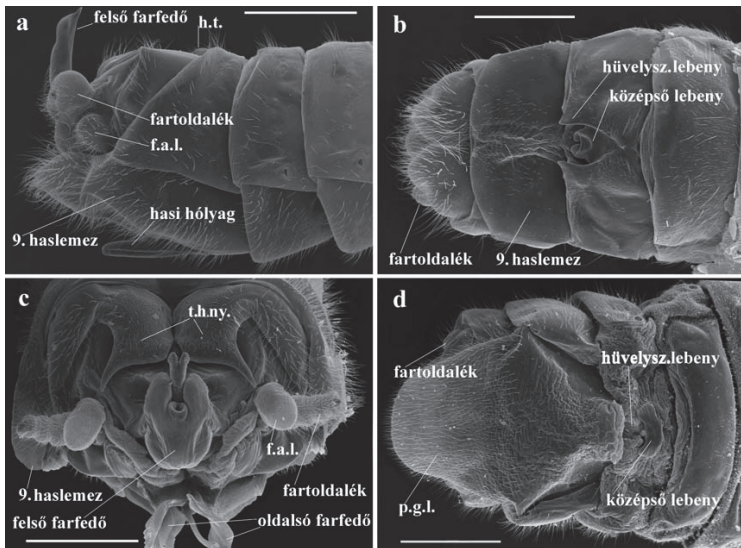 a
felső farfedő
h.t.
fartoldalék
f.a.l.
hasi hólyag
9. haslemez
b
hüvelysz.lebeny
középső lebeny
fartoldalék
9. haslemez
c
t.h.ny.
f.a.l.
9. haslemez
fartoldalék
felső farfedő
oldalsó farfedő
d
fartoldalék
hüvelysz.lebeny
p.g.l.
középső lebeny